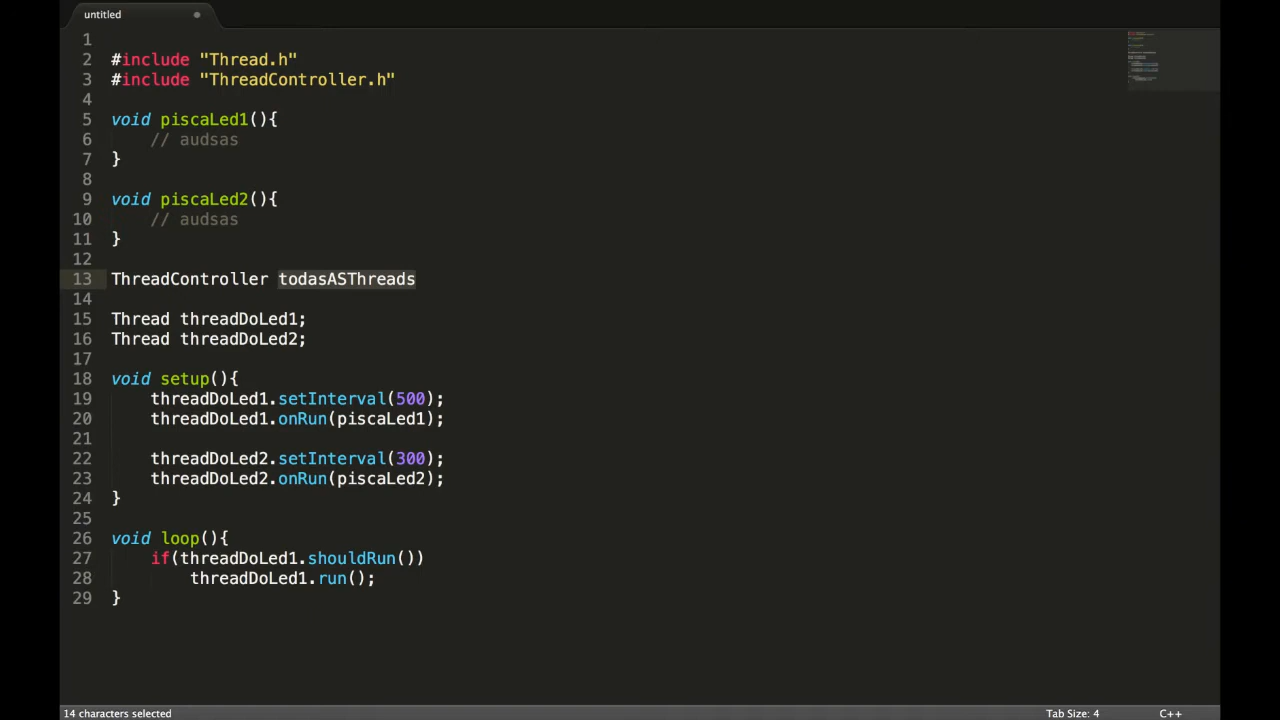 untitled
1
2 #include "Thread.h"
3 #include "ThreadController.h"
4
5 void piscaLed1(){
6 // audsas
7 }
8
9 void piscaLed2(){
10 // audsas
11 }
12
13 ThreadController todasASThreads
14
15 Thread threadDoLed1;
16 Thread threadDoLed2;
17
18 void setup(){
19 threadDoLed1.setInterval(500);
20 threadDoLed1.onRun(piscaLed1);
21
22 threadDoLed2.setInterval(300);
23 threadDoLed2.onRun(piscaLed2);
24 }
25
26 void loop(){
27 if(threadDoLed1.shouldRun())
28 threadDoLed1.run();
29 }
14 characters selected
Tab Size: 4
C++